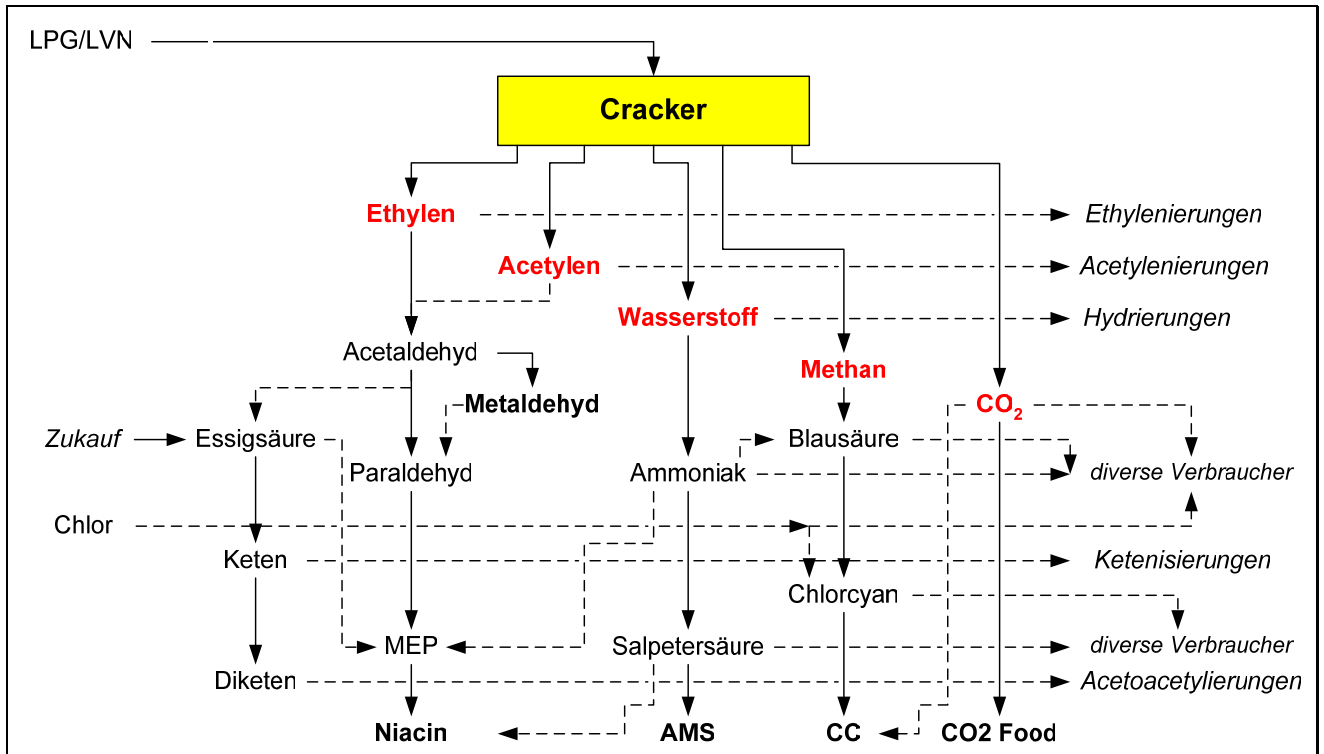 LPG/LVN
Cracker
Ethylen
Ethylenierungen
Acetylen
Acetylenierungen
Wasserstoff
Hydrierungen
Acetaldehyd
Methan
Metaldehyd
CO₂
Zukauf
Essigsäure
Blausäure
Paraldehyd
Ammoniak
diverse Verbraucher
Chlor
Keten
Ketenisierungen
Chlorcyan
MEP
Salpetersäure
diverse Verbraucher
Diketen
Acetoacetylierungen
Niacin
AMS
CC
CO2 Food